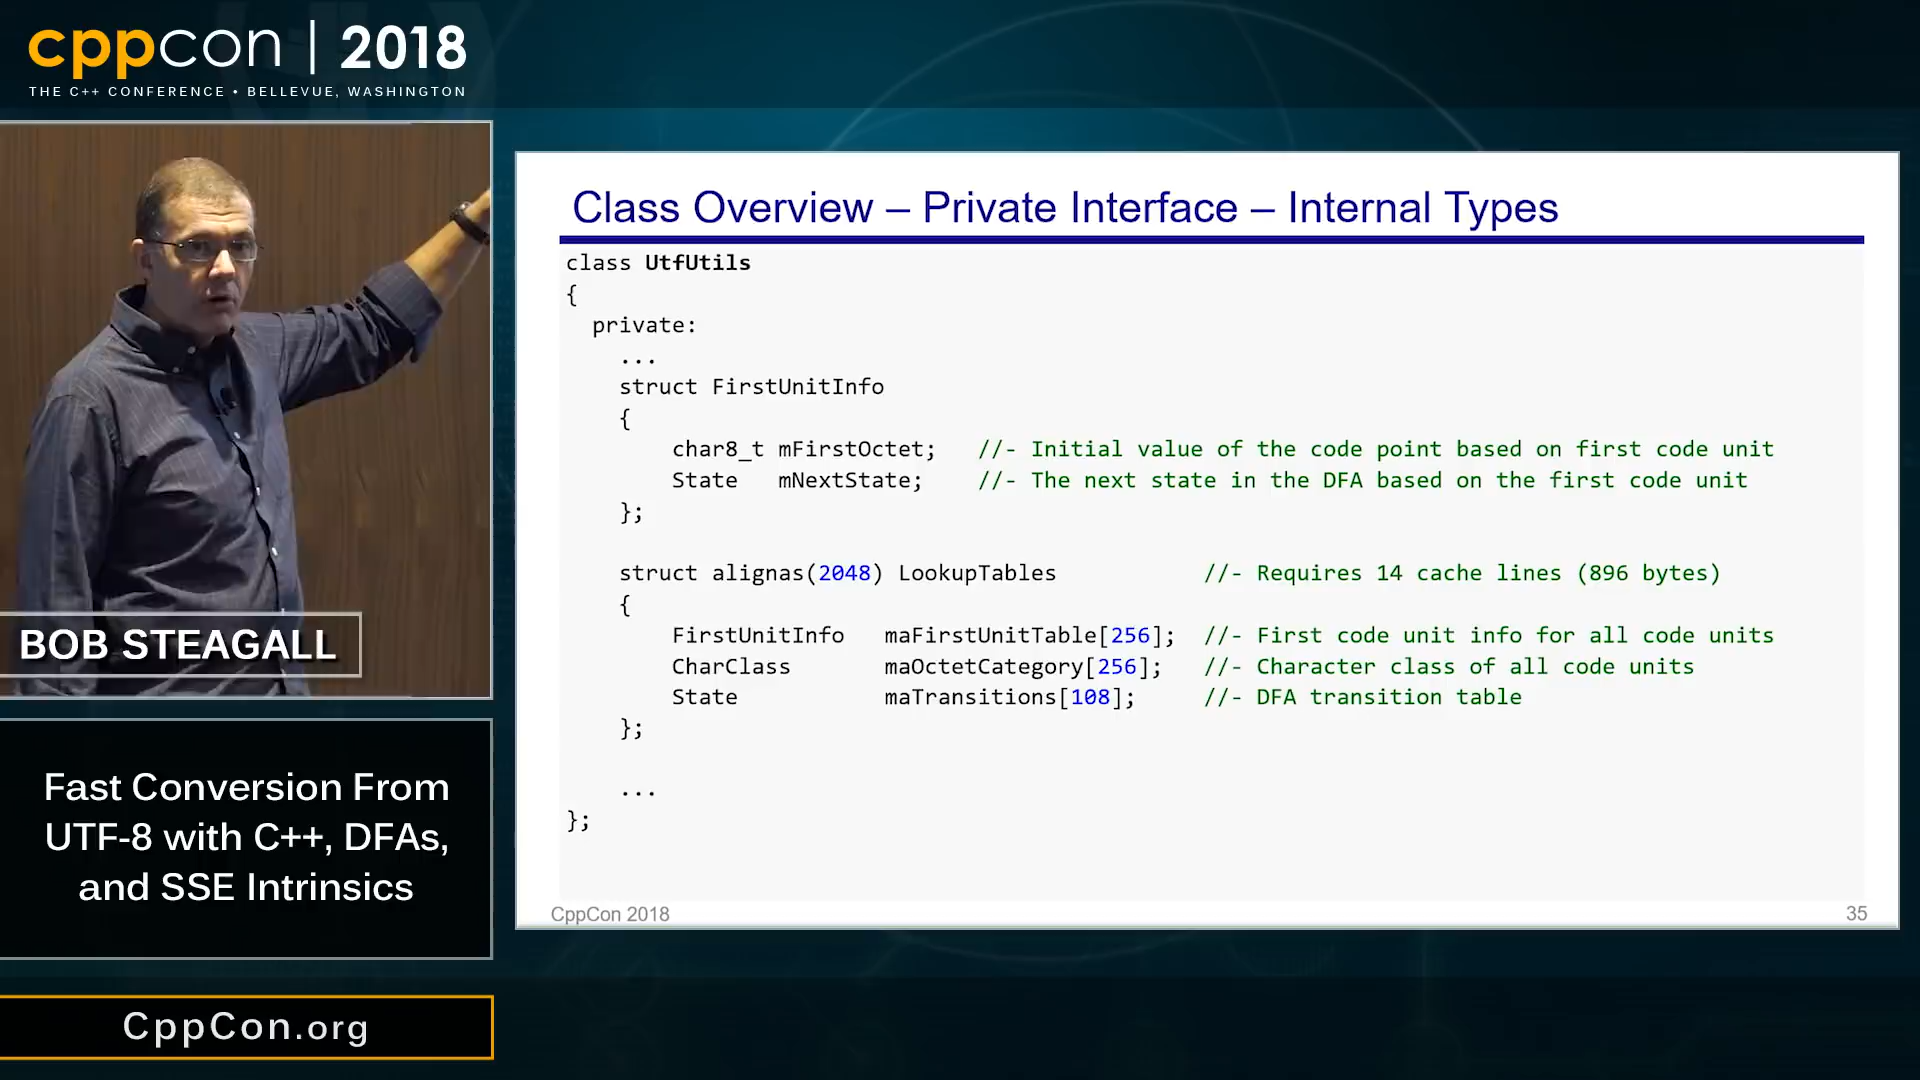 cppcon | 2018
THE C++ CONFERENCE • BELLEVUE, WASHINGTON
BOB STEAGALL
Fast Conversion From
UTF-8 with C++, DFAs,
and SSE Intrinsics
CppCon.org
Class Overview – Private Interface – Internal Types
class UtfUtils
{
private:
...
struct FirstUnitInfo
{
char8_t mFirstOctet; //- Initial value of the code point based on first code unit
State mNextState; //- The next state in the DFA based on the first code unit
};
struct alignas(2048) LookupTables //- Requires 14 cache lines (896 bytes)
{
FirstUnitInfo maFirstUnitTable[256]; //- First code unit info for all code units
CharClass maOctetCategory[256]; //- Character class of all code units
State maTransitions[108]; //- DFA transition table
};
...
};
CppCon 2018
35